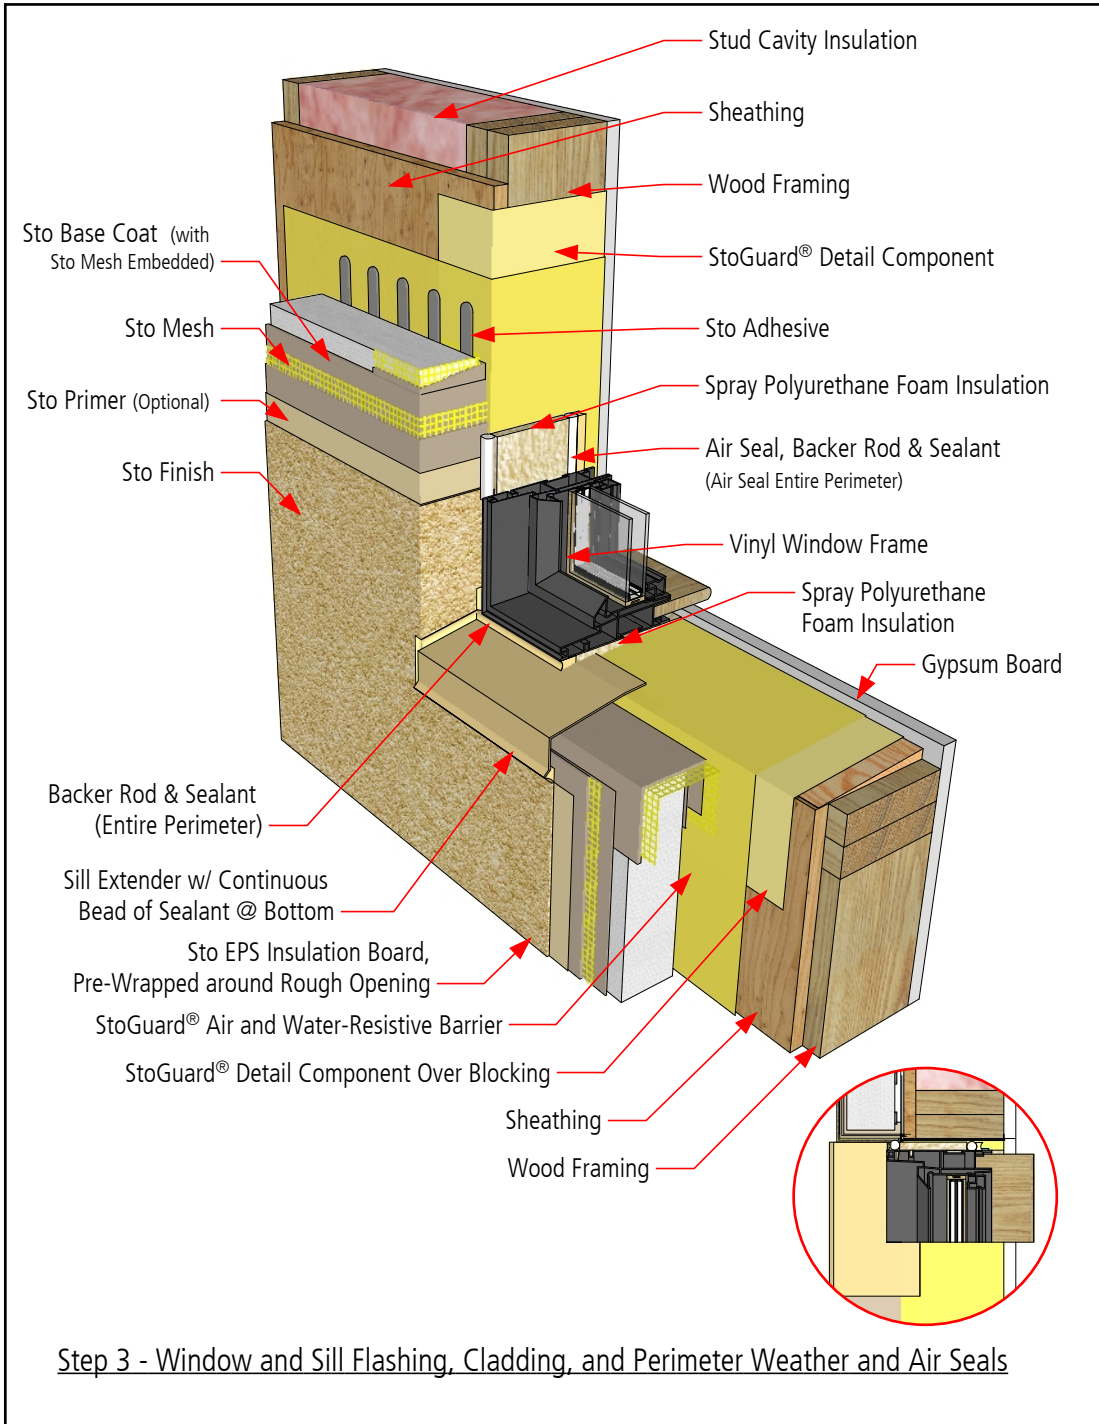 Stud Cavity Insulation
Sheathing
Wood Framing
Sto Base Coat (with
Sto Mesh Embedded)
StoGuard® Detail Component
Sto Mesh
Sto Adhesive
Spray Polyurethane Foam Insulation
Sto Primer (Optional)
Air Seal, Backer Rod & Sealant
(Air Seal Entire Perimeter)
Sto Finish
Vinyl Window Frame
Spray Polyurethane
Foam Insulation
Gypsum Board
Backer Rod & Sealant
(Entire Perimeter)
Sill Extender w/ Continuous
Bead of Sealant @ Bottom
Sto EPS Insulation Board,
Pre-Wrapped around Rough Opening
StoGuard® Air and Water-Resistive Barrier
StoGuard® Detail Component Over Blocking
Sheathing
Wood Framing
Step 3 - Window and Sill Flashing, Cladding, and Perimeter Weather and Air Seals